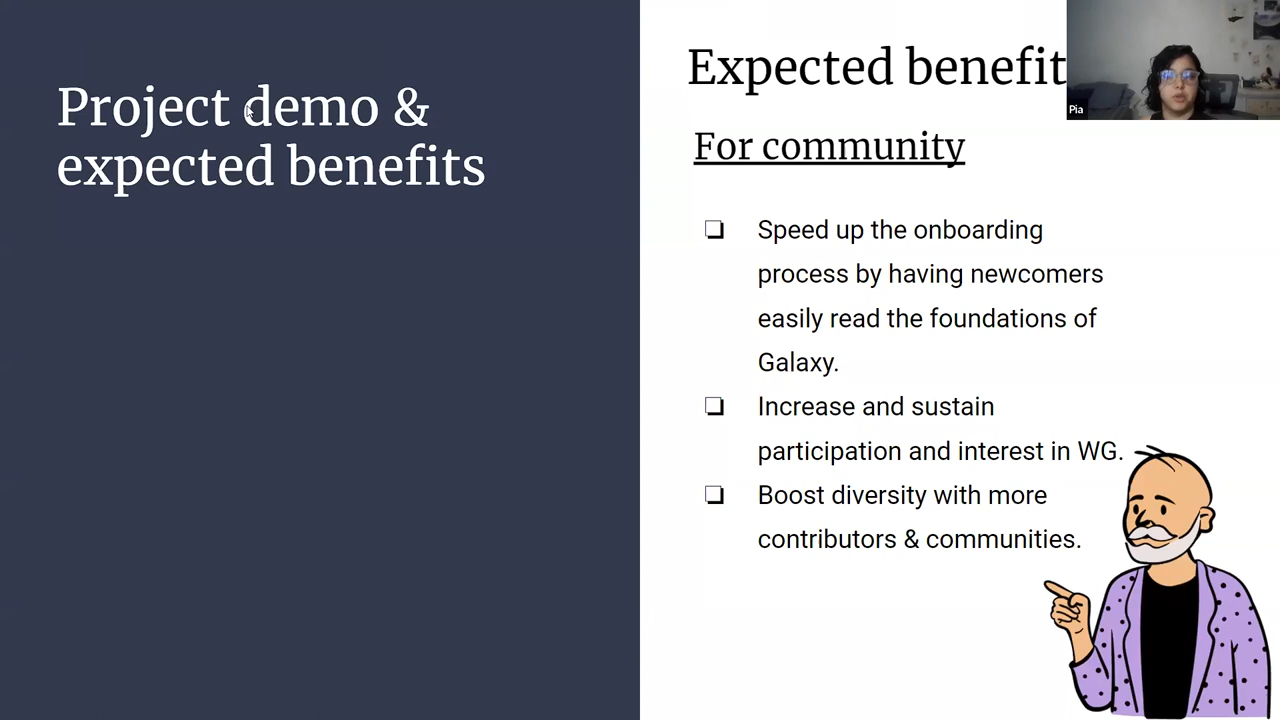 Project demo &
expected benefits
Expected benefit
For community
❏ Speed up the onboarding
process by having newcomers
easily read the foundations of
Galaxy.
❏ Increase and sustain
participation and interest in WG.
❏ Boost diversity with more
contributors & communities.
Pia